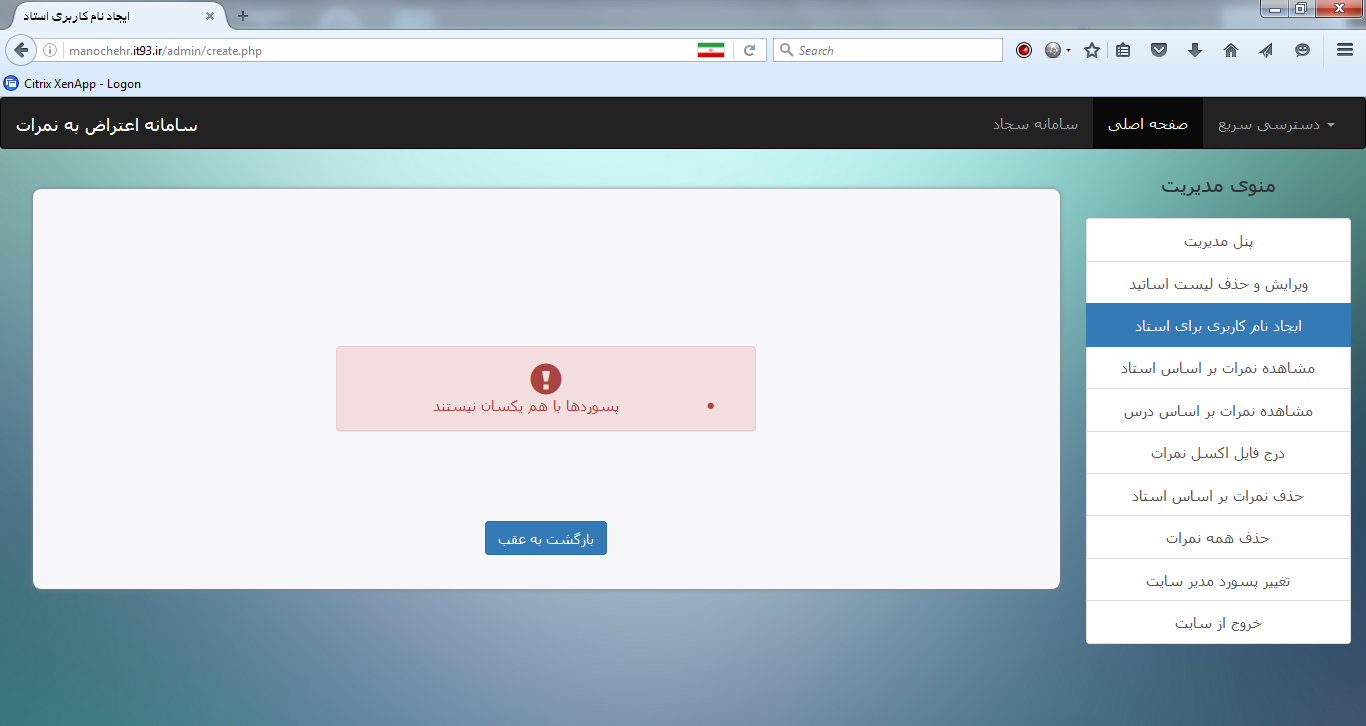 ایجاد نام کاربری استاد
manochehr.it93.ir/admin/create.php
Search
Citrix XenApp - Logon
دسترسی سریع
صفحه اصلی
سامانه سجاد
سامانه اعتراض به نمرات
منوی مدیریت
پنل مدیریت
ویرایش و حذف لیست اساتید
ایجاد نام کاربری برای استاد
مشاهده نمرات بر اساس استاد
مشاهده نمرات بر اساس درس
درج فایل اکسل نمرات
حذف نمرات بر اساس استاد
حذف همه نمرات
تغییر پسورد مدیر سایت
خروج از سایت
پسوردها با هم یکسان نیستند
بازگشت به عقب